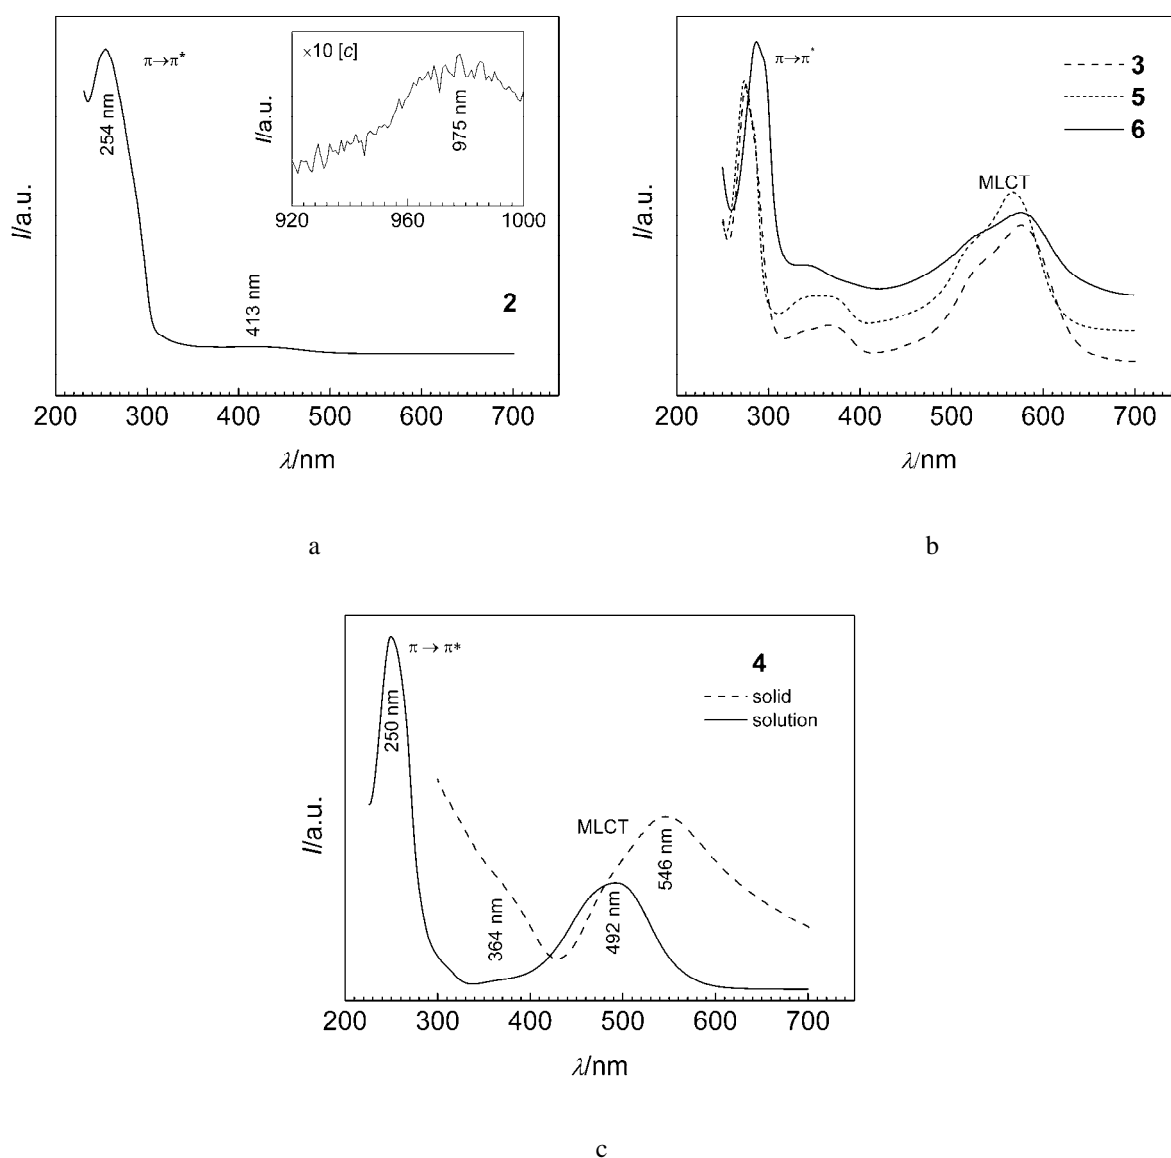 π→π*
×10 [c]
254 nm
I/a.u.
975 nm
920 960 1000
I/a.u.
413 nm
2
200 300 400 500 600 700
λ/nm
a
π→π*
3
5
6
MLCT
I/a.u.
200 300 400 500 600 700
λ/nm
b
π → π*
4
solid
solution
250 nm
MLCT
I/a.u.
546 nm
364 nm
492 nm
200 300 400 500 600 700
λ/nm
c